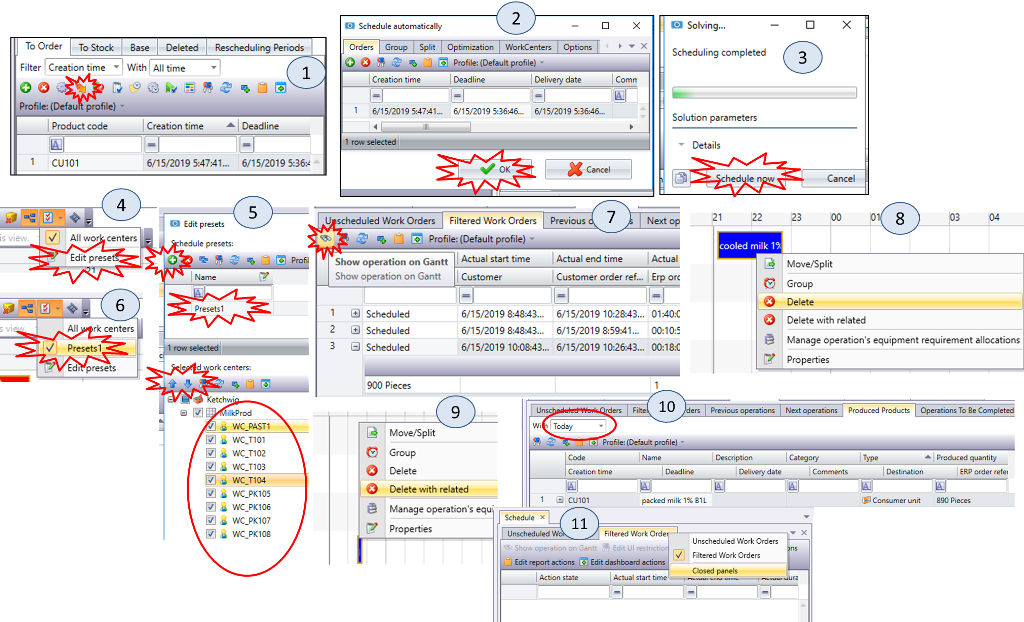 To Order To Stock Base Deleted Rescheduling Periods
Filter Creation time With All time
1
Profile: (Default profile)
Product code Creation time Deadline
1 CU101 6/15/2019 5:47:41... 6/15/2019 5:36:4
2
Schedule automatically
Orders Group Split Optimization WorkCenters Options
Profile: (Default profile)
Creation time Deadline Delivery date Comm
1 6/15/2019 5:47:41... 6/15/2019 5:36:46... 6/15/2019 5:36:46...
1 row selected
OK Cancel
Solving...
3
Scheduling completed
Solution parameters
Details
Schedule now Cancel
4
is view.
All work centers
Edit presets
21
5
Edit presets
Schedule presets:
Profi
Name
Presets1
1 row selected
Selected work centers:
Ketchwig
MilkProd
WC_PAST1
WC_T101
WC_T102
WC_T103
WC_T104
WC_PK105
WC_PK106
WC_PK107
WC_PK108
6
is view.
All work centers
Presets1
Edit presets
7
Unscheduled Work Orders Filtered Work Orders Previous Next op
Profile: (Default profile)
Show operation on Gantt
Show operation on Gantt
Actual start time Actual end time Actual
Customer Customer order ref... Erp order
1 Scheduled 6/15/2019 8:48:43... 6/15/2019 10:28:43... 01:40:0
2 Scheduled 6/15/2019 8:48:43... 6/15/2019 8:59:41... 00:10:5
3 Scheduled 6/15/2019 10:08:43... 6/15/2019 10:26:43... 00:18:0
900 Pieces 1
8
21 22 23 00 01 03 04
cooled milk 1%
Move/Split
Group
Delete
Delete with related
Manage operation's equipment requirement allocations
Properties
9
Move/Split
Group
Delete
Delete with related
Manage operation's equi
Properties
10
Unscheduled Work Orders Filte Orders Previous operations Next operations Produced Products Operations To Be Completed
With Today
Profile: (Default profile)
Code Name Description Category Type Produced quantity
Creation time Deadline Delivery date Comments Destination ERP order refer
1 CU101 packed milk 1% B1L Consumer unit 890 Pieces
Schedule
11
Unscheduled Wo Filtered Work Order
Show operation on Gantt Edit UI restriction ons
Edit report actions Edit dashboard actions
Unscheduled Work Orders
Filtered Work Orders
Closed panels
Action state Actual start time Actual end time Actual dura